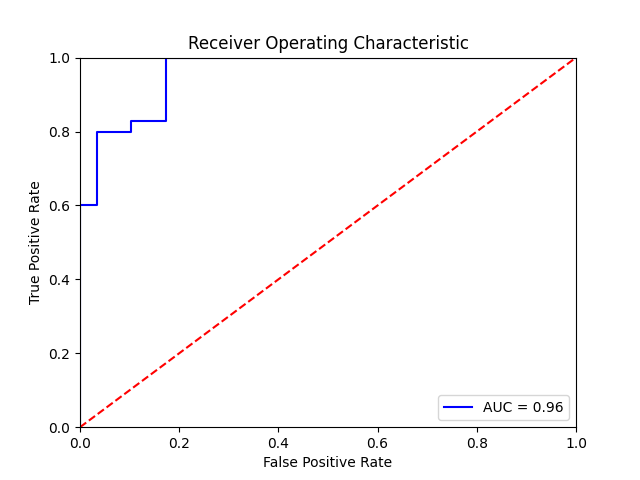 Receiver Operating Characteristic
1.0
0.8
0.6
0.4
0.2
0.0
True Positive Rate
AUC = 0.96
0.0 0.2 0.4 0.6 0.8 1.0
False Positive Rate